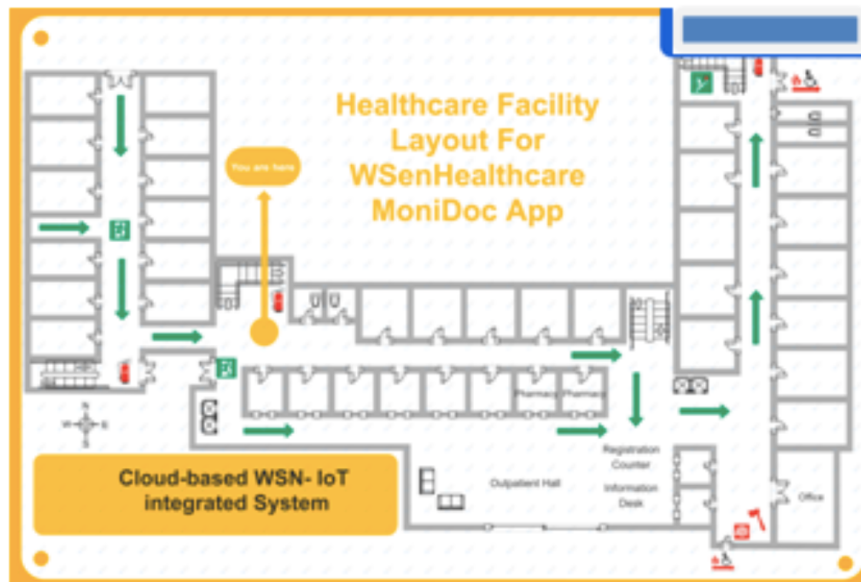 Healthcare Facility
Layout For
WSenHealthcare
MoniDoc App
You are here
Pharmacy
Pharmacy
N
W
E
S
Registration
Counter
Outpatient Hall
Information
Desk
Office
Cloud-based WSN- IoT
integrated System